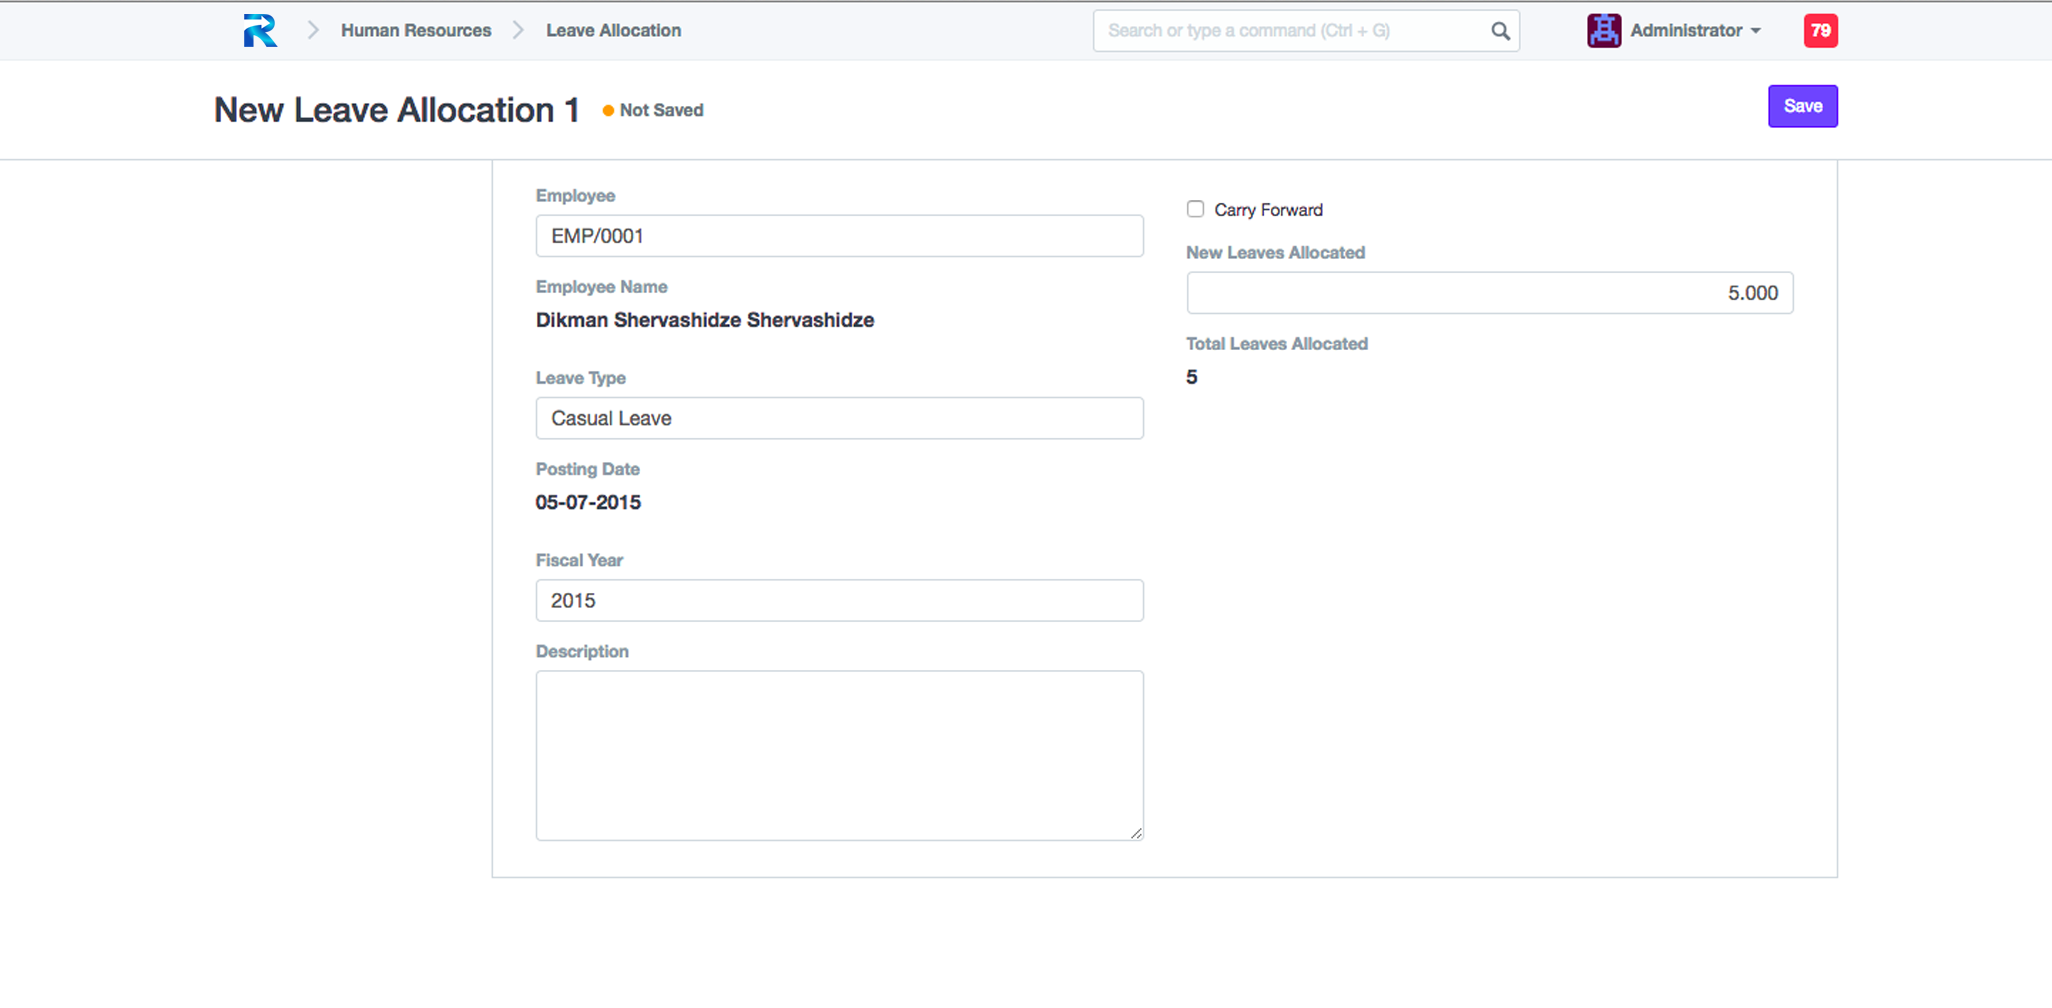 Human Resources
Leave Allocation
Search or type a command (Ctrl + G)
Administrator
79
New Leave Allocation 1
Not Saved
Save
Employee
EMP/0001
Employee Name
Dikman Shervashidze Shervashidze
Leave Type
Casual Leave
Posting Date
05-07-2015
Fiscal Year
2015
Description
Carry Forward
New Leaves Allocated
5.000
Total Leaves Allocated
5